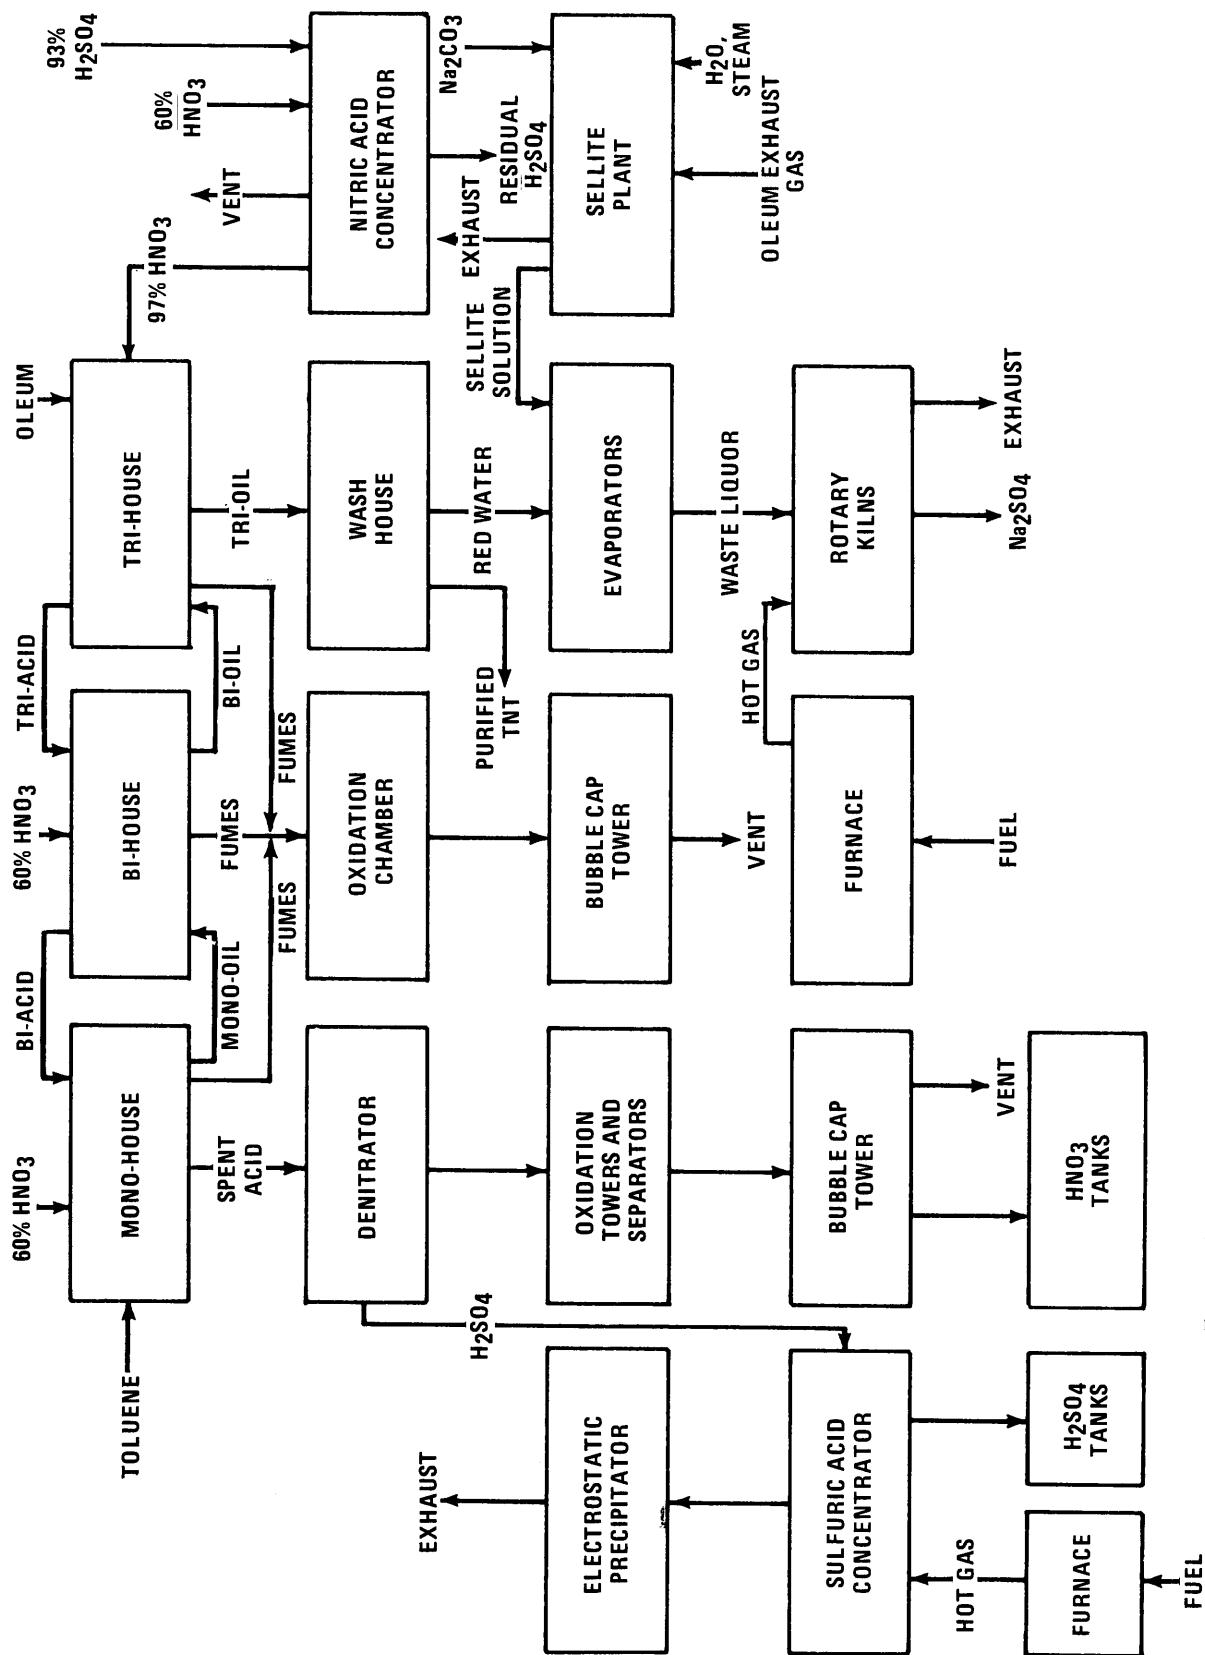 TOLUENE
60% HNO3
MONO-HOUSE
BI-ACID
MONO-OIL
60% HNO3
BI-HOUSE
TRI-ACID
BI-OIL
OLEUM
TRI-HOUSE
97% HNO3
VENT
60%
HNO3
93%
H2SO4
SPENT
ACID
FUMES
FUMES
FUMES
TRI-OIL
DENITRATOR
OXIDATION
CHAMBER
WASH
HOUSE
NITRIC ACID
CONCENTRATOR
EXHAUST
H2SO4
PURIFIED
TNT
RED WATER
SELLITE
SOLUTION
EXHAUST
RESIDUAL
H2SO4
Na2CO3
ELECTROSTATIC
PRECIPITATOR
OXIDATION
TOWERS AND
SEPARATORS
BUBBLE CAP
TOWER
EVAPORATORS
SELLITE
PLANT
VENT
HOT GAS
WASTE LIQUOR
OLEUM EXHAUST
GAS
H2O,
STEAM
SULFURIC ACID
CONCENTRATOR
BUBBLE CAP
TOWER
FURNACE
ROTARY
KILNS
HOT GAS
VENT
FUEL
Na2SO4
EXHAUST
FURNACE
H2SO4
TANKS
HNO3
TANKS
FUEL